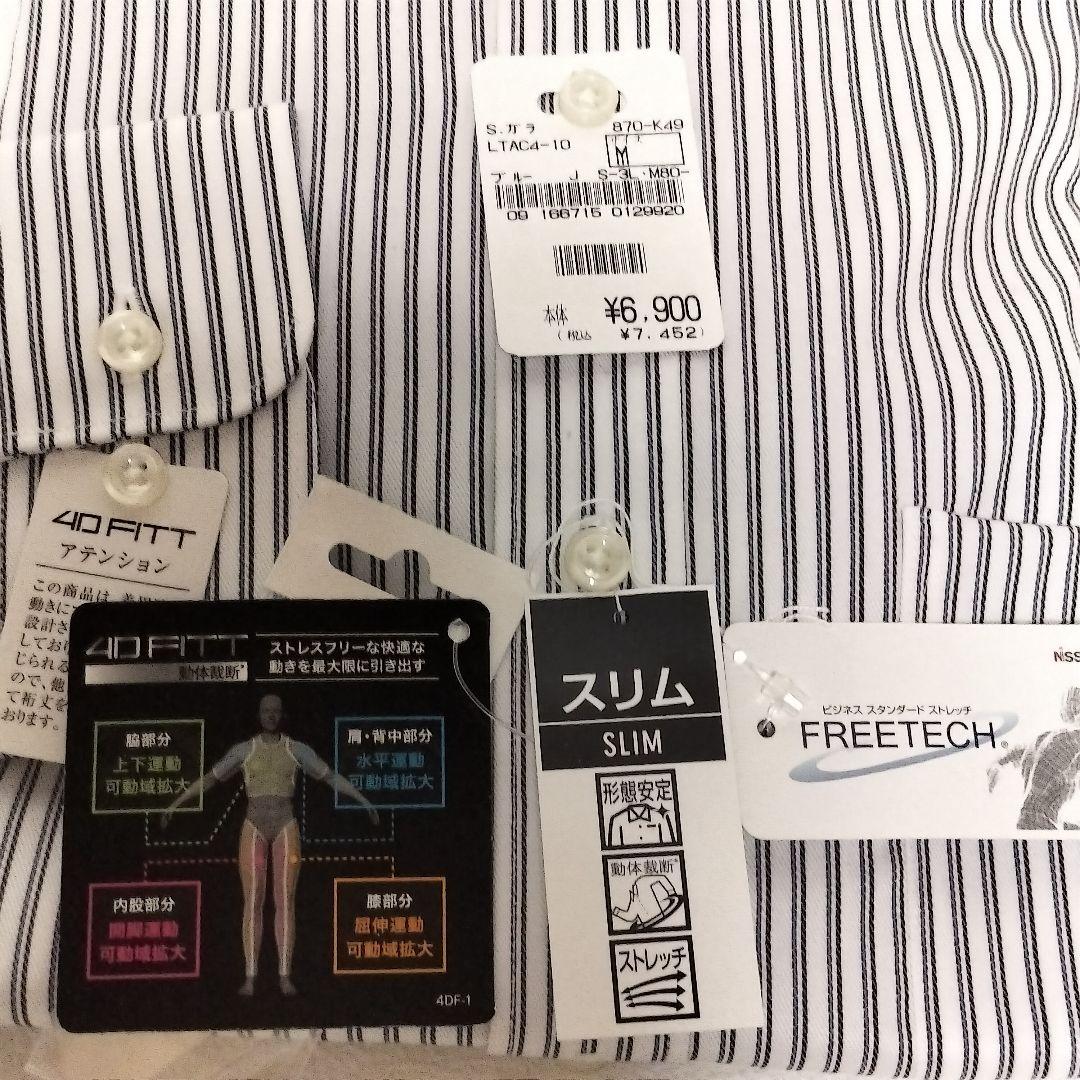 S.ガラ 870-K49
LTAC4-10 M
ブルー J S-3L・M80-
09 166715 0129920
本体 ¥6,900
(税込 ¥7,452)
4D FITT
アテンション
この商品は
動きに
設計さ
しており
じられる
ので、他
て裄丈を
おります。
4D FITT
動体裁断
ストレスフリーな快適な
動きを最大限に引き出す
脇部分
上下運動
可動域拡大
肩・背中部分
水平運動
可動域拡大
内股部分
開脚運動
可動域拡大
膝部分
屈伸運動
可動域拡大
4DF-1
スリム
SLIM
形態安定
動体裁断
ストレッチ
NISS
ビジネス スタンダード ストレッチ
FREETECH®